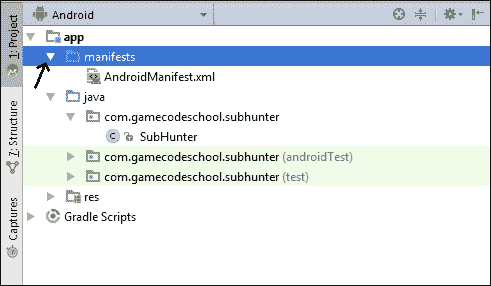 Android
1: Project
7: Structure
Captures
app
manifests
AndroidManifest.xml
java
com.gamecodeschool.subhunter
C SubHunter
com.gamecodeschool.subhunter (androidTest)
com.gamecodeschool.subhunter (test)
res
Gradle Scripts